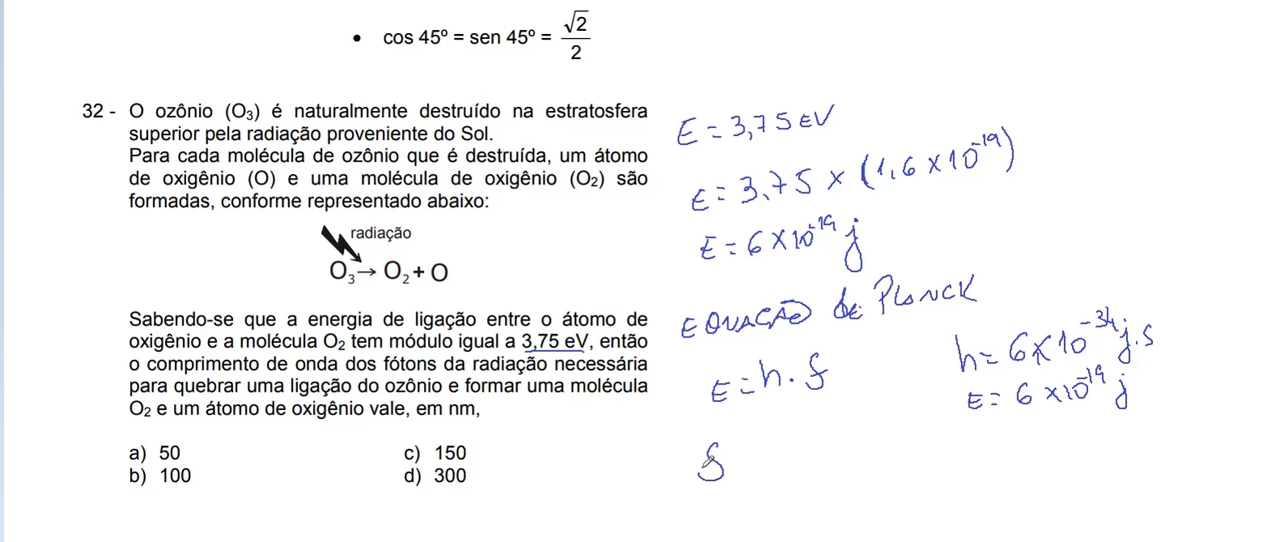 • cos 45º = sen 45º = √2/2
32 - O ozônio (O₃) é naturalmente destruído na estratosfera
superior pela radiação proveniente do Sol.
Para cada molécula de ozônio que é destruída, um átomo
de oxigênio (O) e uma molécula de oxigênio (O₂) são
formadas, conforme representado abaixo:
radiação
O₃→ O₂ + O
Sabendo-se que a energia de ligação entre o átomo de
oxigênio e a molécula O₂ tem módulo igual a 3,75 eV, então
o comprimento de onda dos fótons da radiação necessária
para quebrar uma ligação do ozônio e formar uma molécula
O₂ e um átomo de oxigênio vale, em nm,
a) 50
c) 150
b) 100
d) 300
E = 3,75 EV
E = 3,75 × (1,6 × 10⁻¹⁹)
E = 6 × 10⁻¹⁹ j
EQUAÇÃO de PLANCK
E = h . f
h = 6 × 10⁻³⁴ j.s
E = 6 × 10⁻¹⁹ j